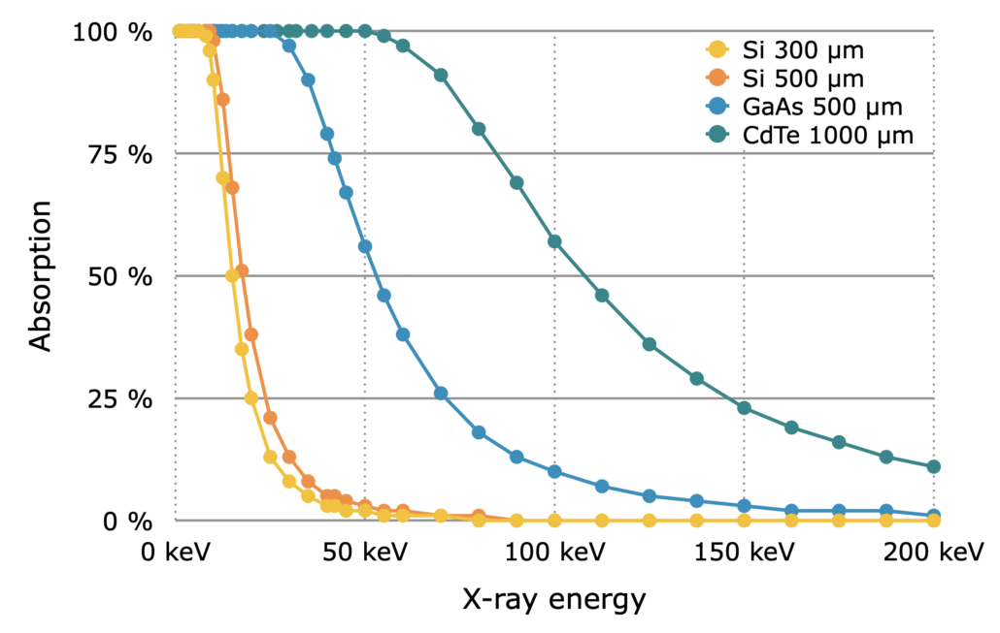 100 %
75 %
50 %
25 %
0 %
Absorption
Si 300 µm
Si 500 µm
GaAs 500 µm
CdTe 1000 µm
0 keV 50 keV 100 keV 150 keV 200 keV
X-ray energy